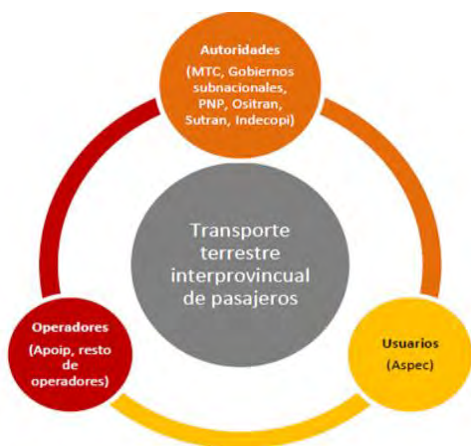 Autoridades
(MTC, Gobiernos
subnacionales,
PNP, Ositran,
Sutran, Indecopi)
Transporte
terrestre
interprovincual
de pasajeros
Operadores
(Apoip, resto
de
operadores)
Usuarios
(Aspec)